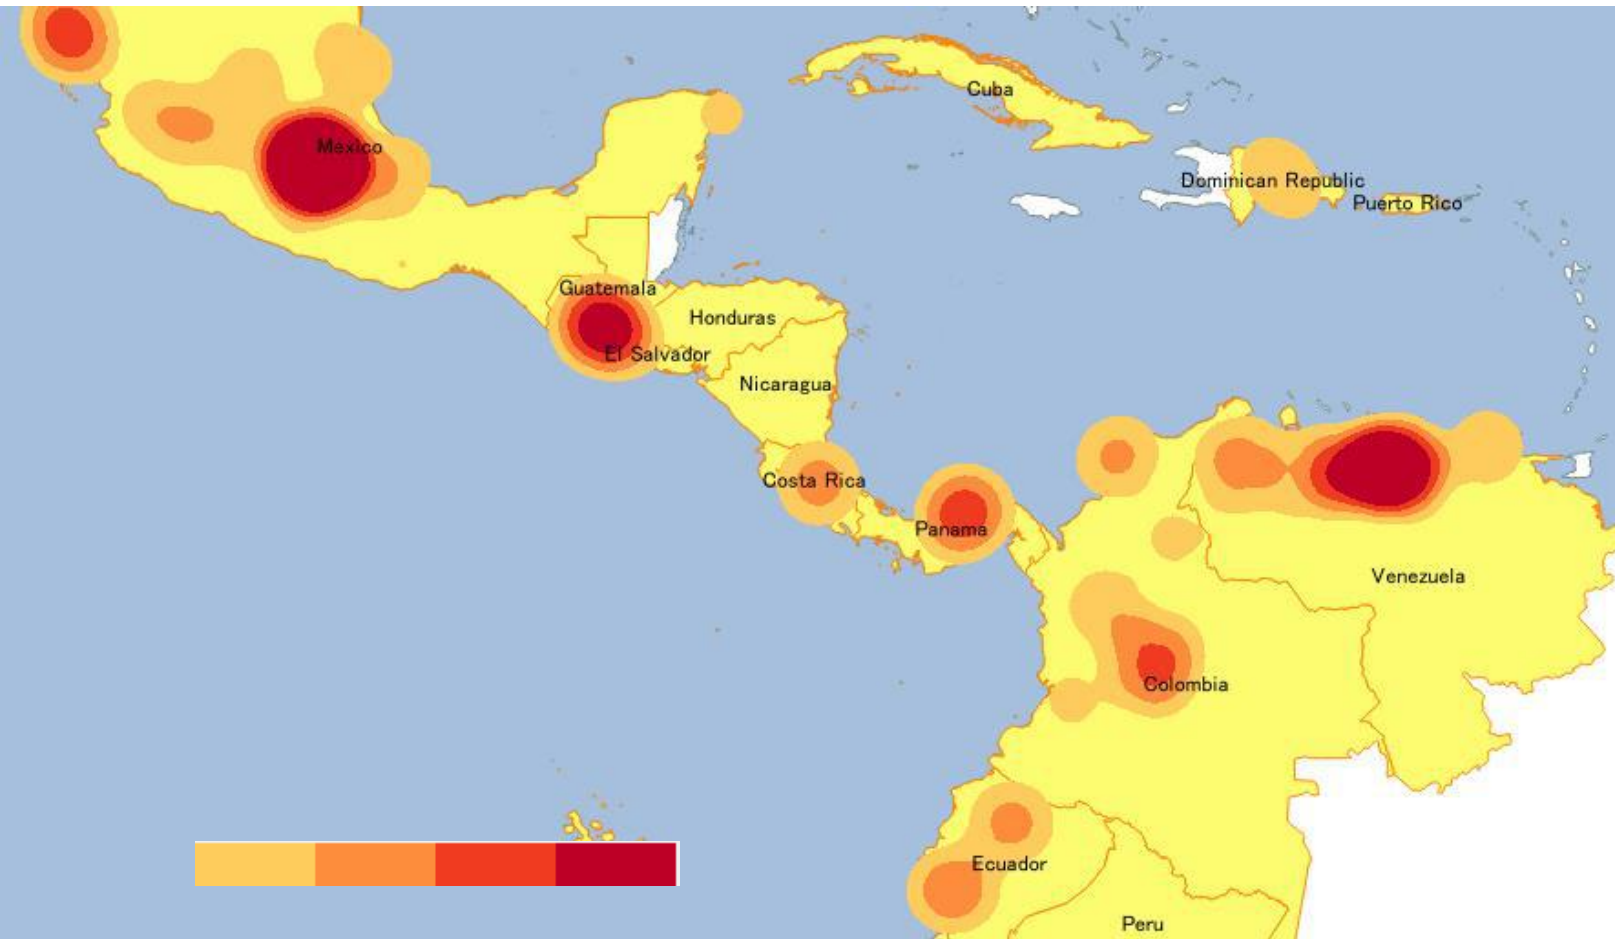 Cuba
Mexico
Dominican Republic
Puerto Rico
Guatemala
Honduras
El Salvador
Nicaragua
Costa Rica
Panama
Venezuela
Colombia
Ecuador
Peru